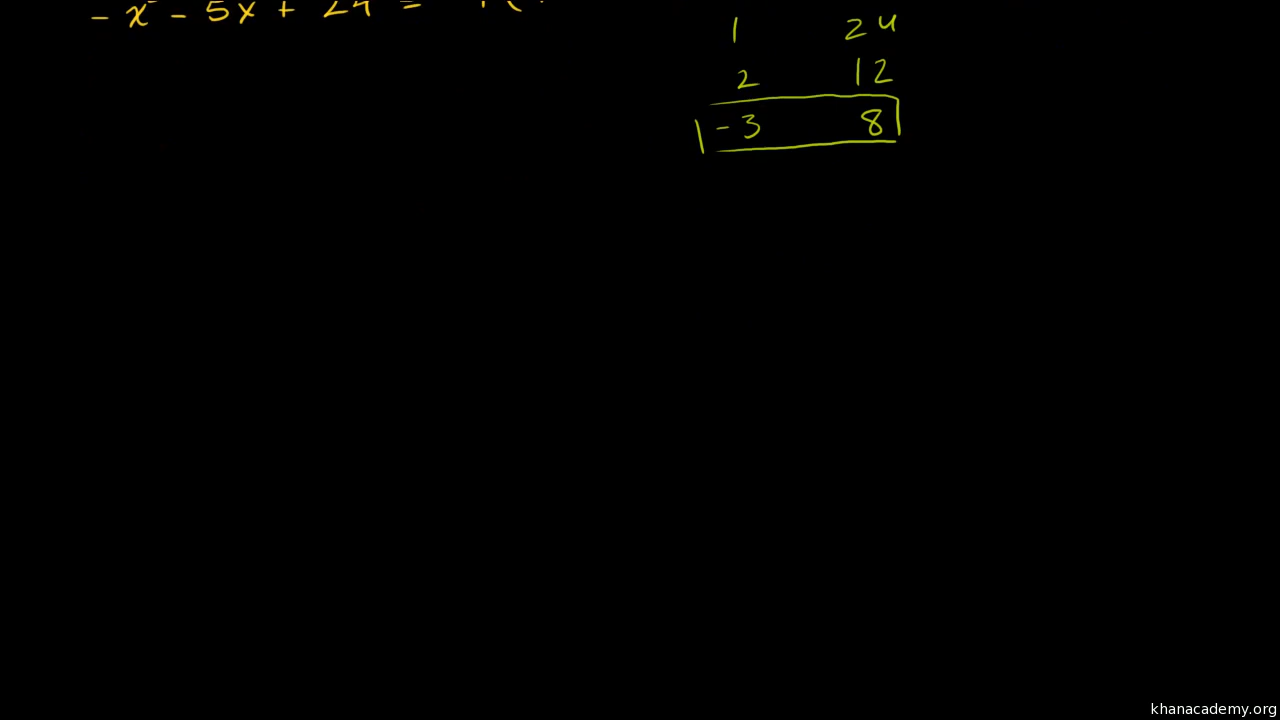 - x² - 5x + 24 =
1 24
2 12
-3 8
khanacademy.org